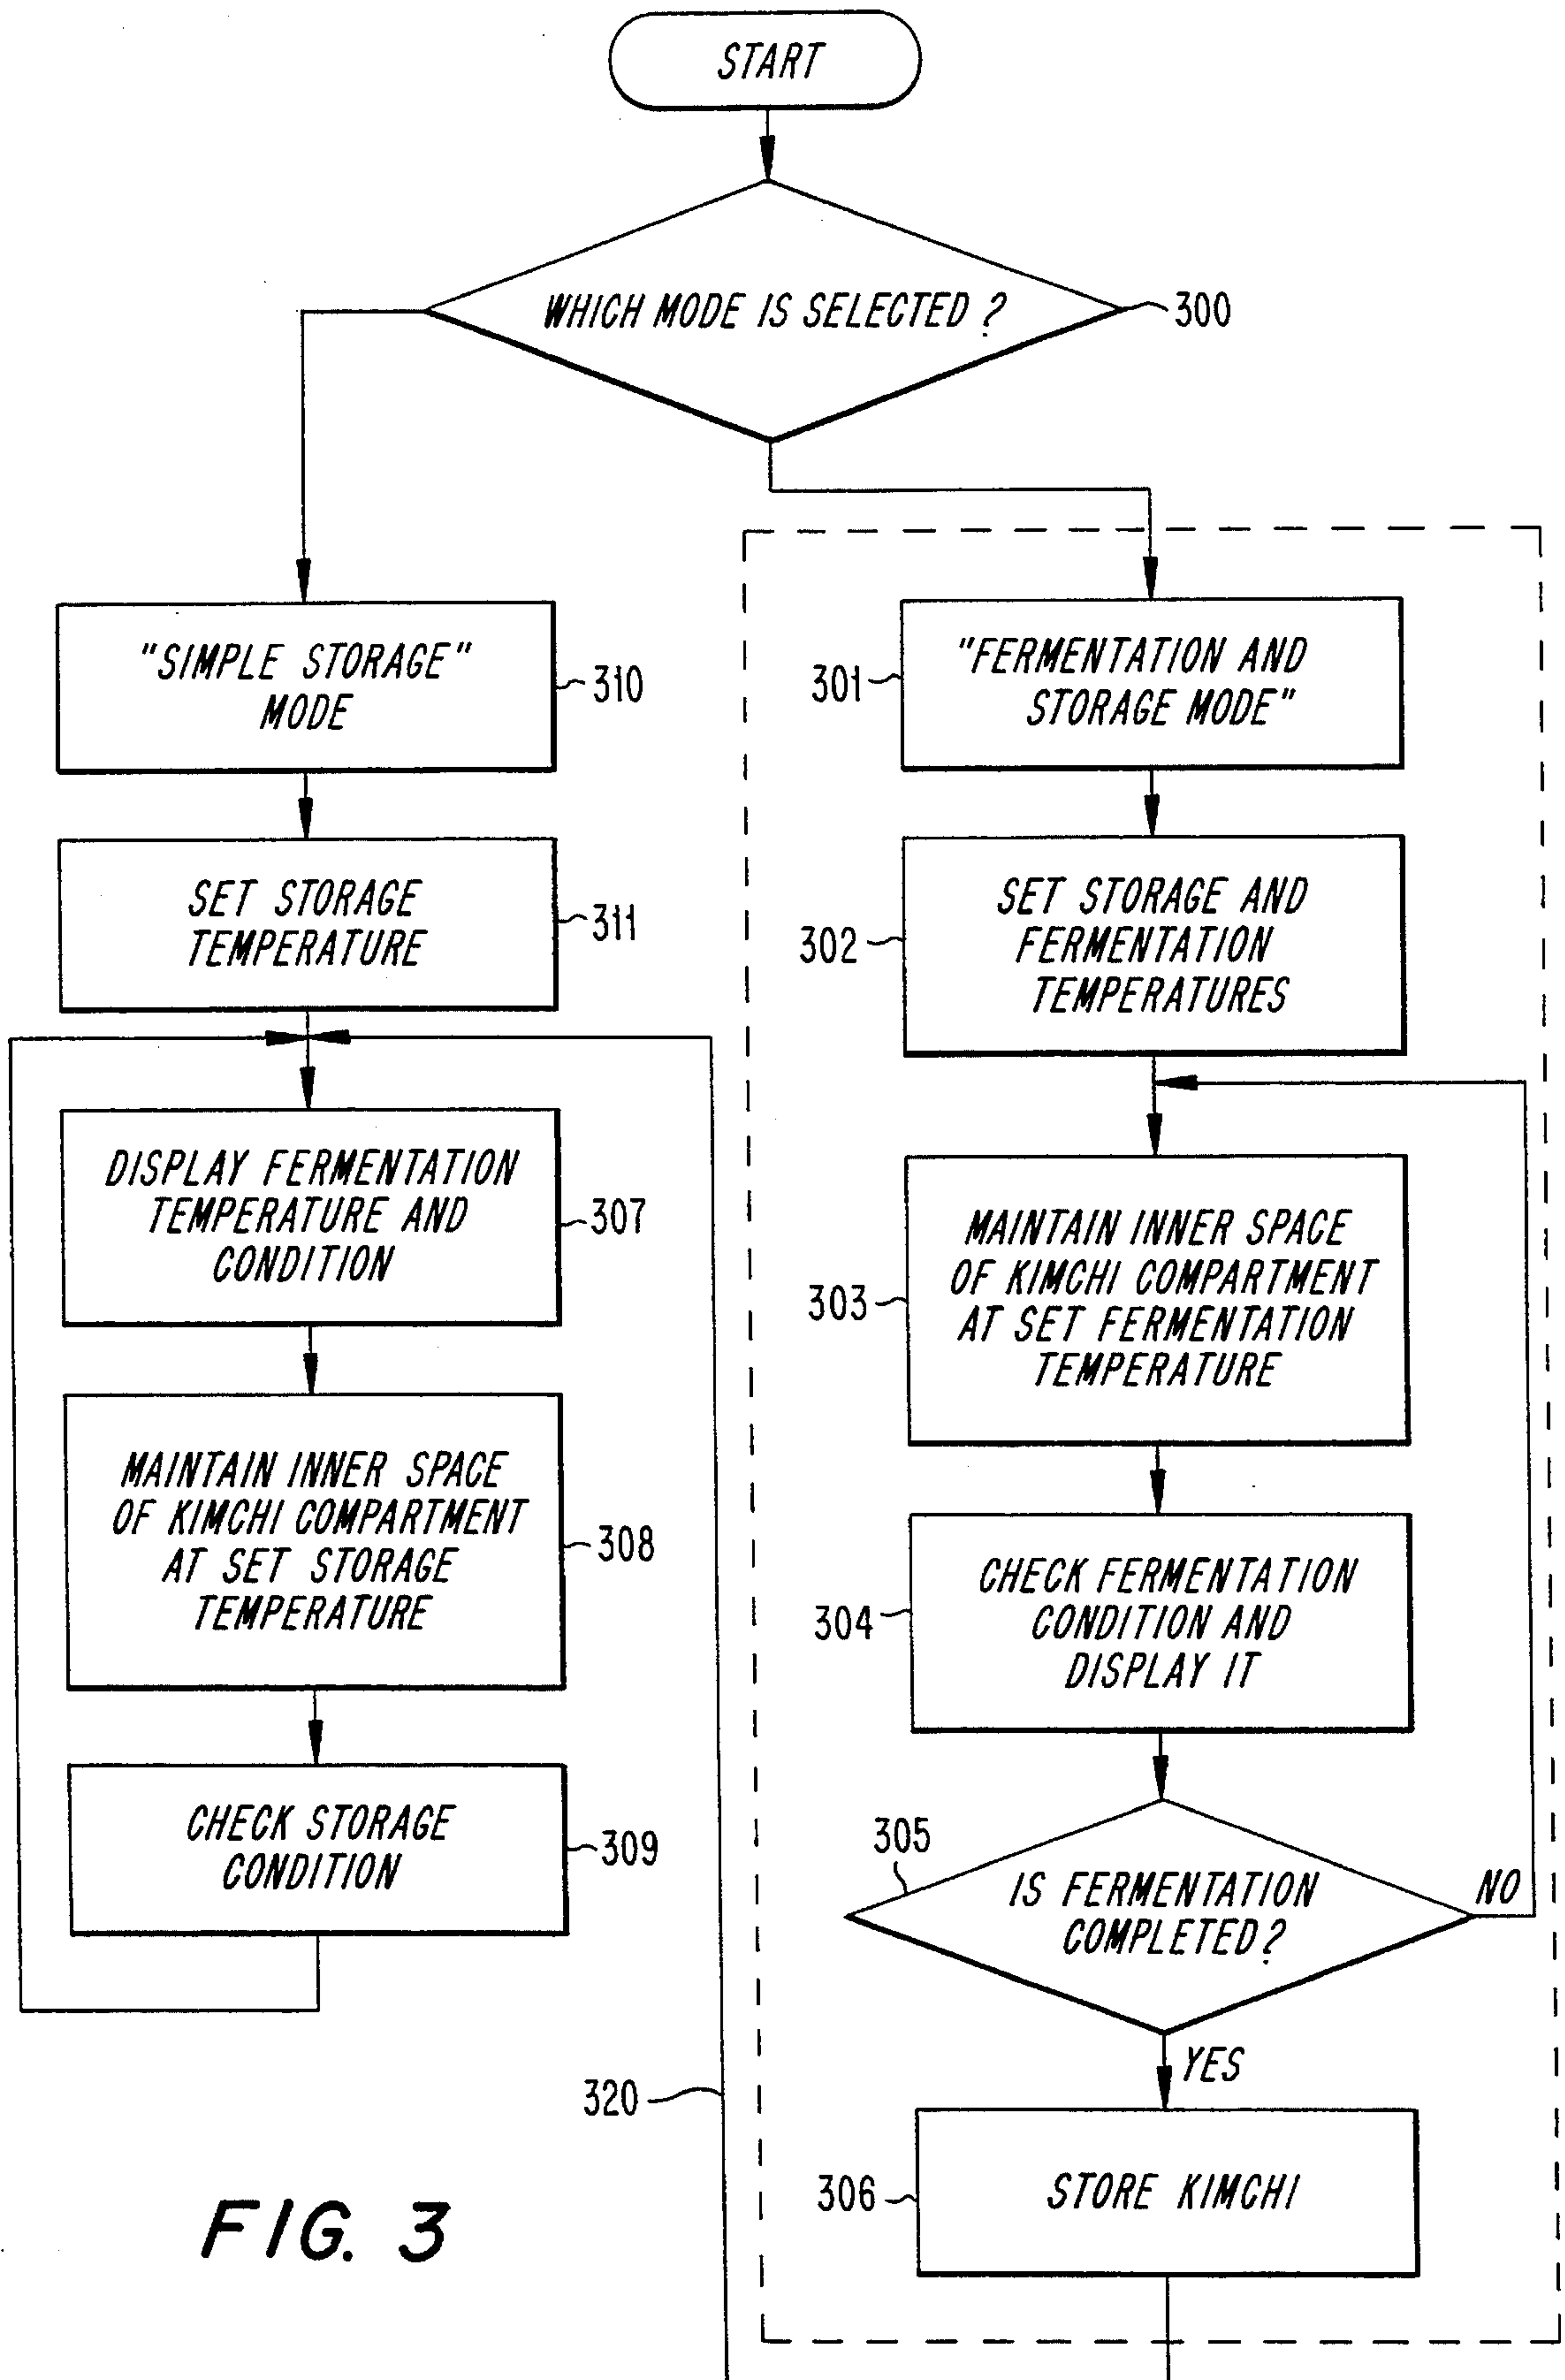 START
WHICH MODE IS SELECTED ?
300
"SIMPLE STORAGE"
MODE
310
SET STORAGE
TEMPERATURE
311
DISPLAY FERMENTATION
TEMPERATURE AND
CONDITION
307
MAINTAIN INNER SPACE
OF KIMCHI COMPARTMENT
AT SET STORAGE
TEMPERATURE
308
CHECK STORAGE
CONDITION
309
"FERMENTATION AND
STORAGE MODE"
301
SET STORAGE AND
FERMENTATION
TEMPERATURES
302
MAINTAIN INNER SPACE
OF KIMCHI COMPARTMENT
AT SET FERMENTATION
TEMPERATURE
303
CHECK FERMENTATION
CONDITION AND
DISPLAY IT
304
305
IS FERMENTATION
COMPLETED?
NO
YES
320
STORE KIMCHI
306
FIG. 3